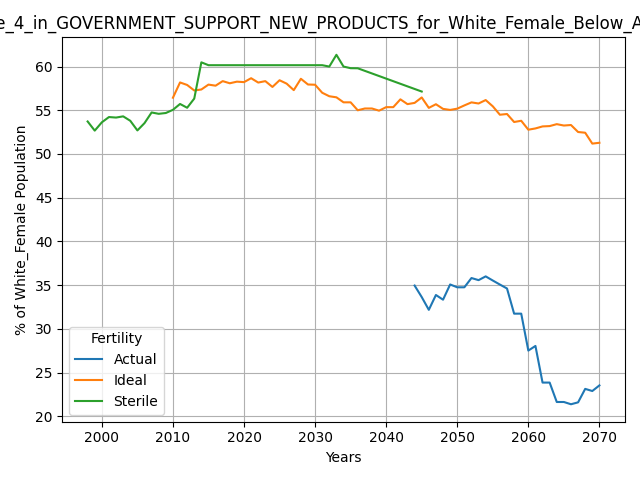 e_4_in_GOVERNMENT_SUPPORT_NEW_PRODUCTS_for_White_Female_Below_A
60
55
50
45
40
35
30
25
20
% of White_Female Population
Fertility
Actual
Ideal
Sterile
2000 2010 2020 2030 2040 2050 2060 2070
Years